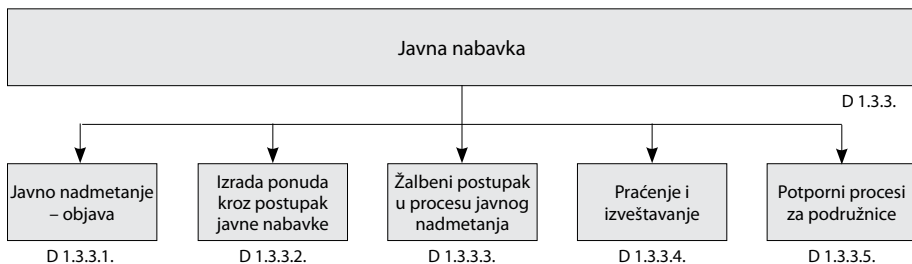 Javna nabavka
D 1.3.3.
Javno nadmetanje
– objava
D 1.3.3.1.
Izrada ponuda
kroz postupak
javne nabavke
D 1.3.3.2.
Žalbeni postupak
u procesu javnog
nadmetanja
D 1.3.3.3.
Praćenje i
izveštavanje
D 1.3.3.4.
Potporni procesi
za podružnice
D 1.3.3.5.